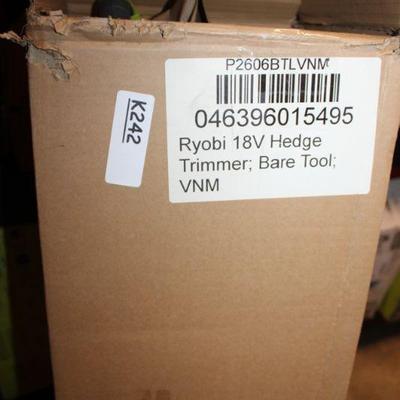 P2606BTLVNM
046396015495
Ryobi 18V Hedge
Trimmer; Bare Tool;
VNM
K242